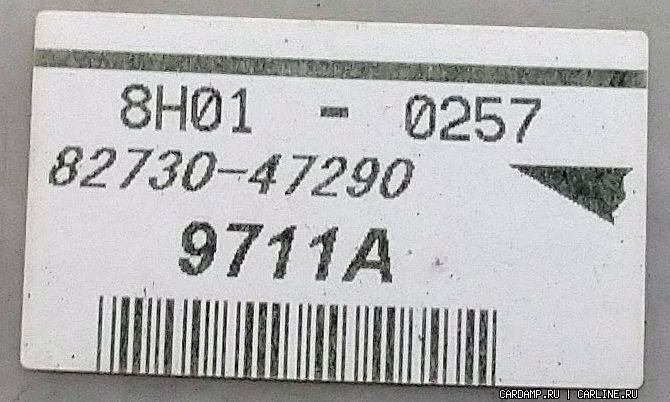 8H01 - 0257
82730-47290
9711A
CARDAMP.RU | CARLINE.RU